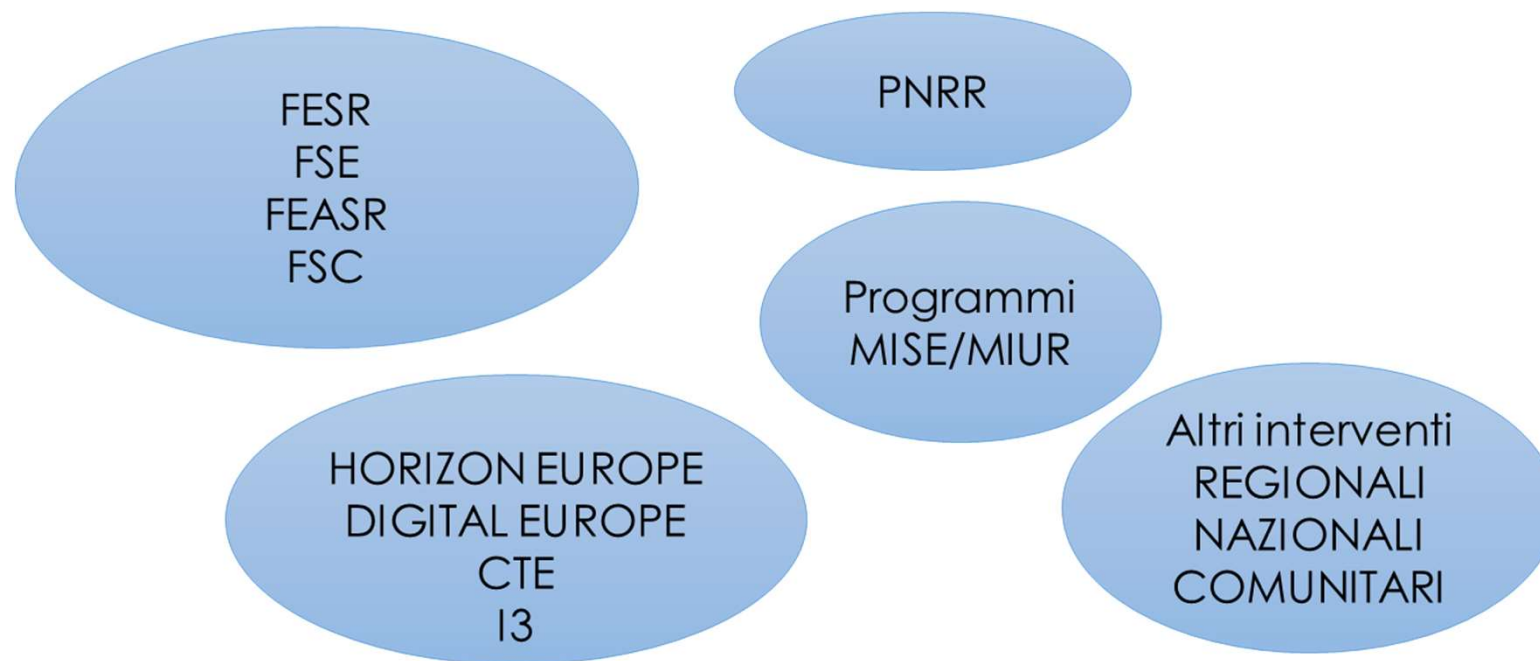 FESR
FSE
FEASR
FSC
PNRR
Programmi
MISE/MIUR
HORIZON EUROPE
DIGITAL EUROPE
CTE
I3
Altri interventi
REGIONALI
NAZIONALI
COMUNITARI